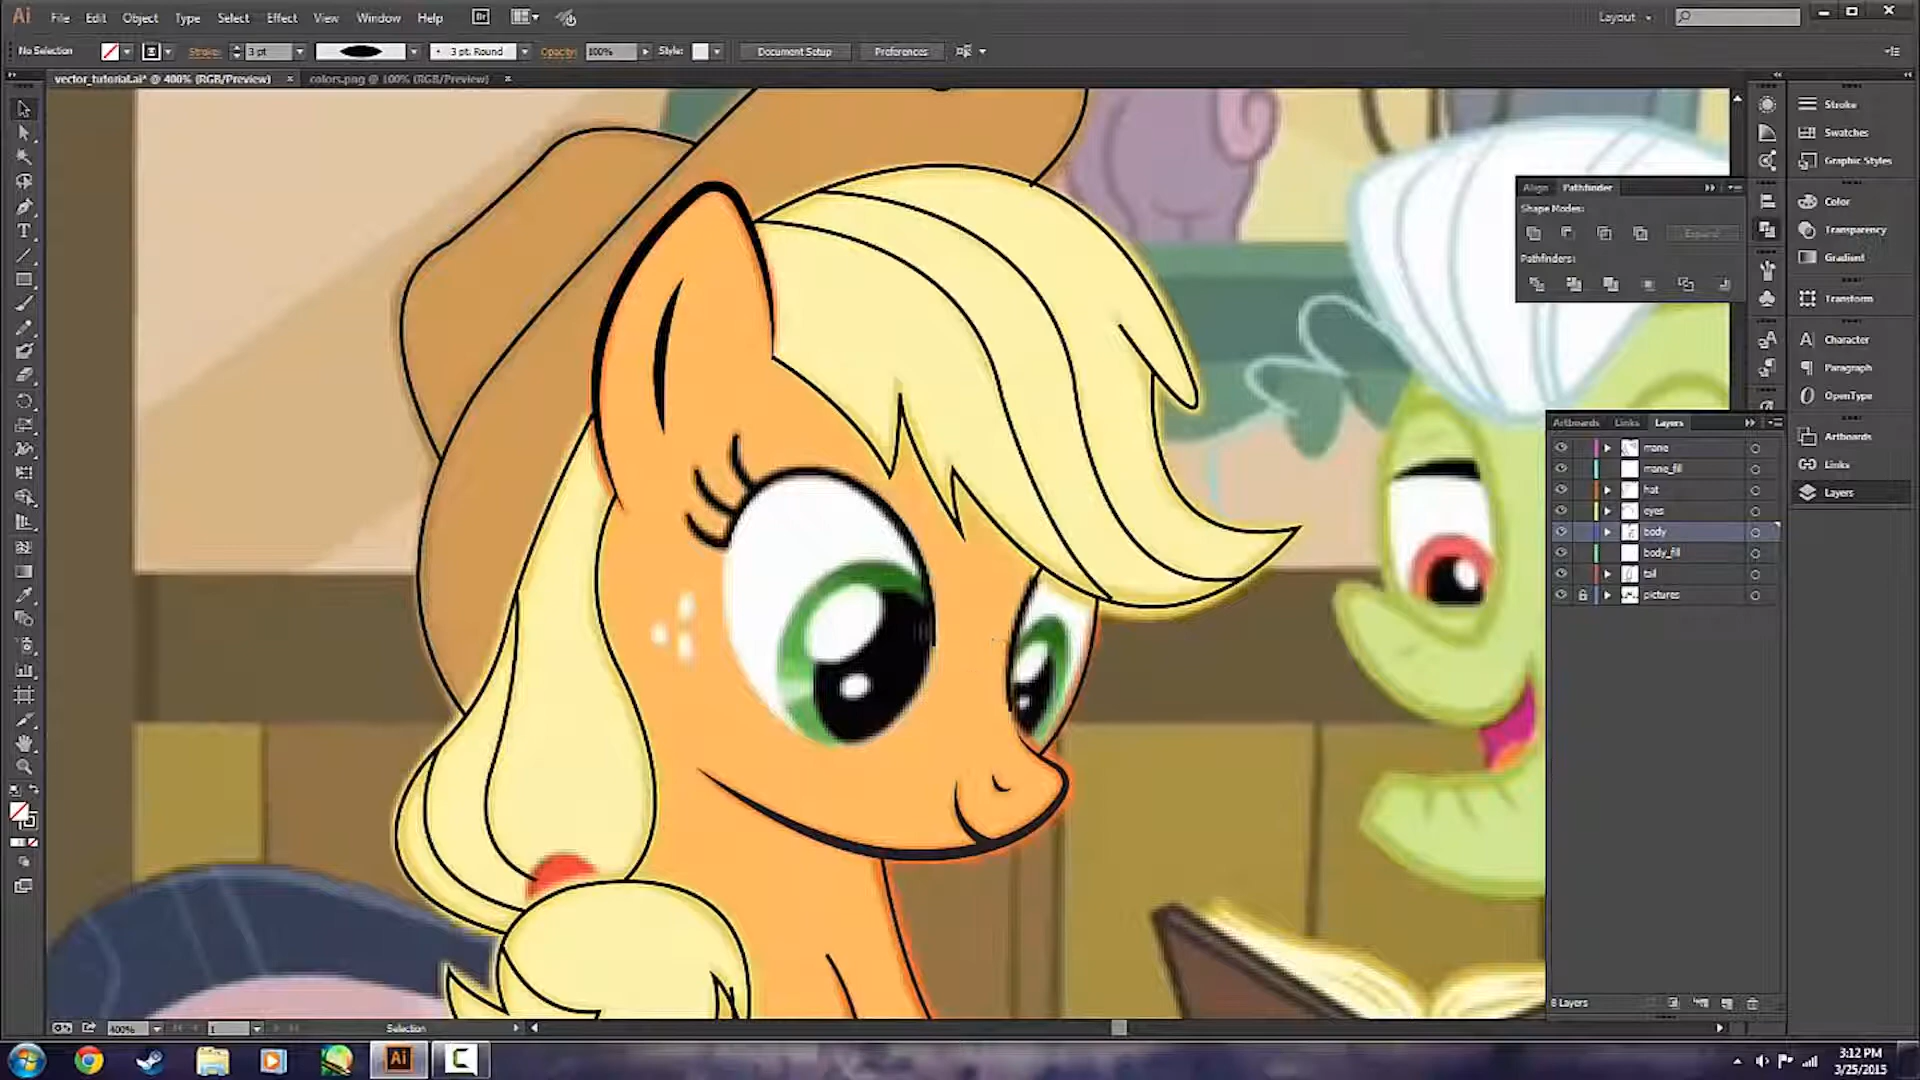 Ai File Edit Object Type Select Effect View Window Help Br Layout
No Selection Stroke: 3 pt 3 pt. Round Opacity: 100% Style: Document Setup Preferences
vector_tutorial.ai* @ 400% (RGB/Preview) × colors.png @ 100% (RGB/Preview) ×
Stroke
Swatches
Graphic Styles
Color
Transparency
Gradient
Transform
Character
Paragraph
OpenType
Artboards
Links
Layers
Align Pathfinder
Shape Modes:
Expand
Pathfinders:
Artboards Links Layers
mane
mane_fill
hat
eyes
body
body_fill
tail
pictures
8 Layers
400% 1 Selection
Ai C
3:12 PM
3/25/2015